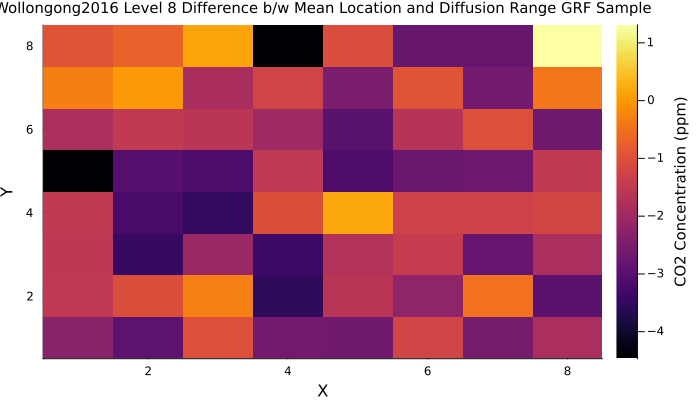 Wollongong2016 Level 8 Difference b/w Mean Location and Diffusion Range GRF Sample
8
6
4
2
Y
2 4 6 8
X
1
0
−1
−2
−3
−4
CO2 Concentration (ppm)